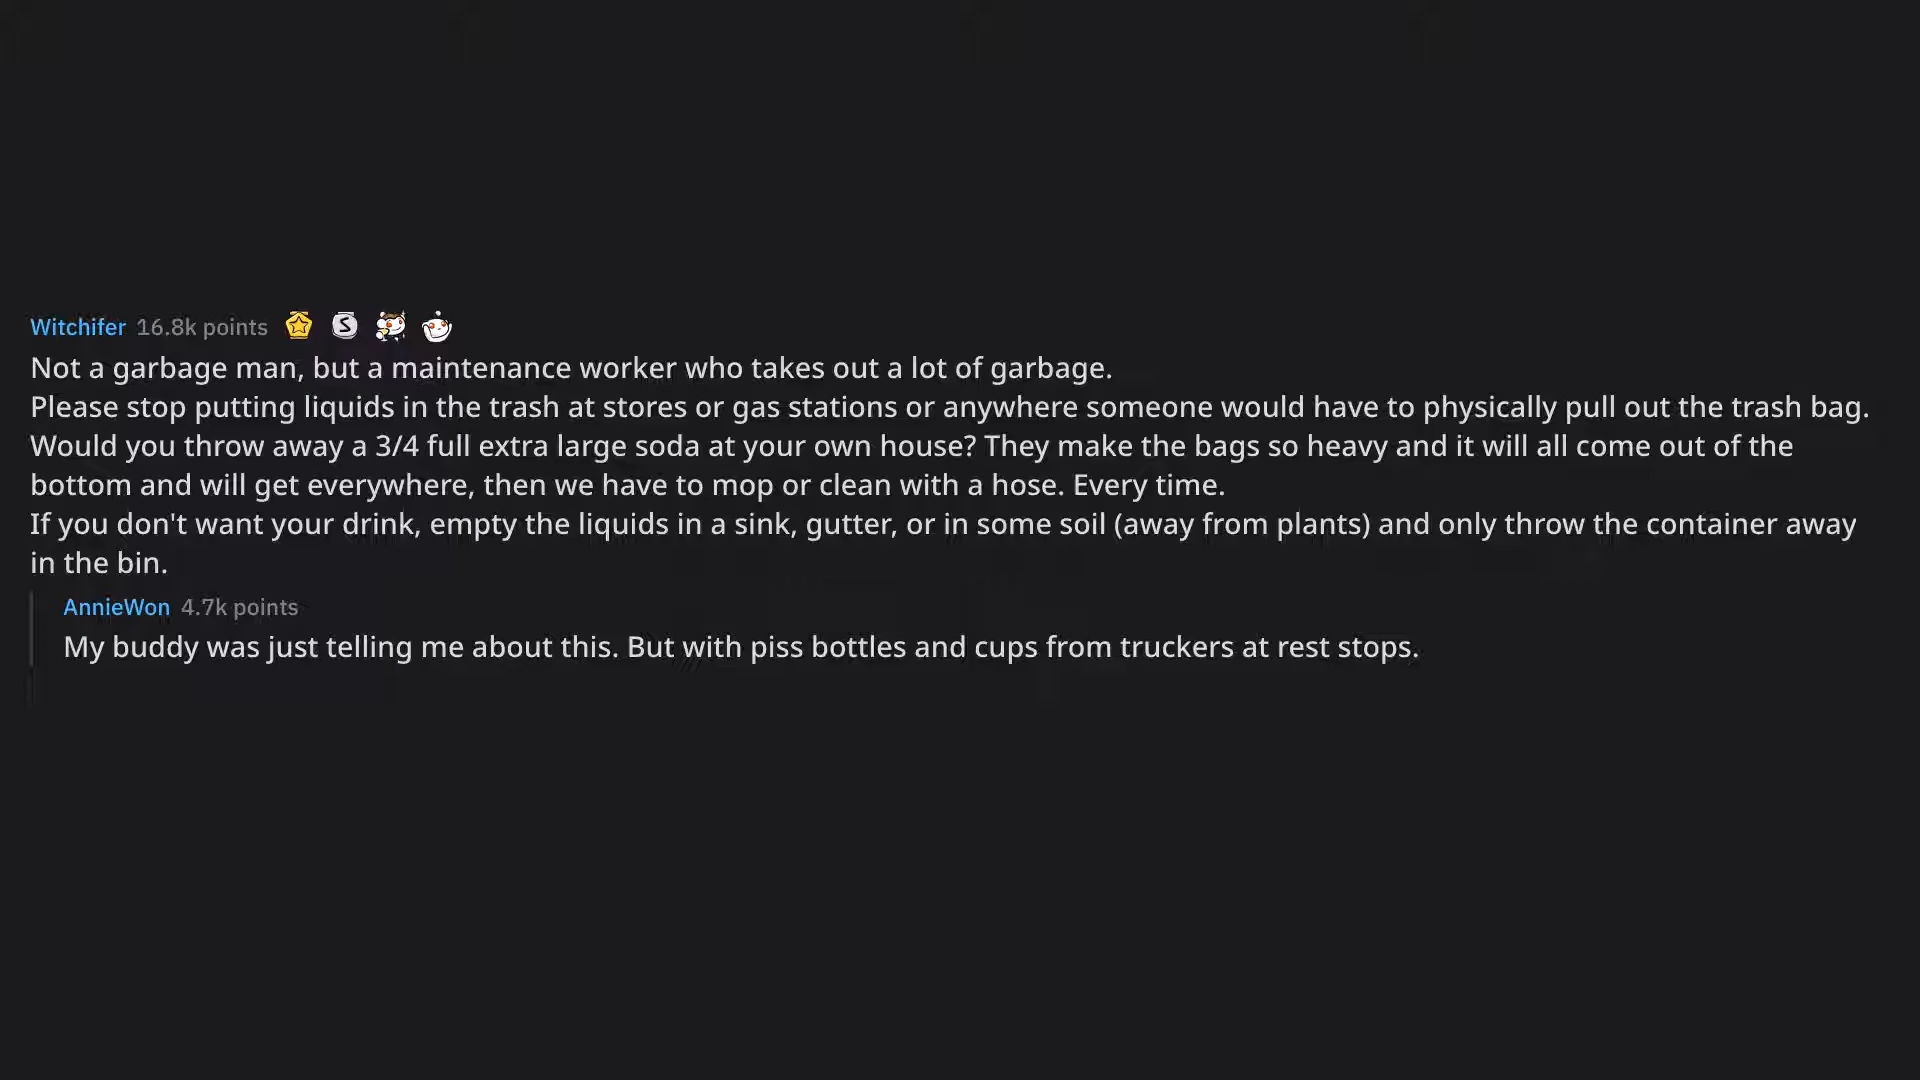 Witchifer 16.8k points
Not a garbage man, but a maintenance worker who takes out a lot of garbage.
Please stop putting liquids in the trash at stores or gas stations or anywhere someone would have to physically pull out the trash bag.
Would you throw away a 3/4 full extra large soda at your own house? They make the bags so heavy and it will all come out of the
bottom and will get everywhere, then we have to mop or clean with a hose. Every time.
If you don't want your drink, empty the liquids in a sink, gutter, or in some soil (away from plants) and only throw the container away
in the bin.
AnnieWon 4.7k points
My buddy was just telling me about this. But with piss bottles and cups from truckers at rest stops.